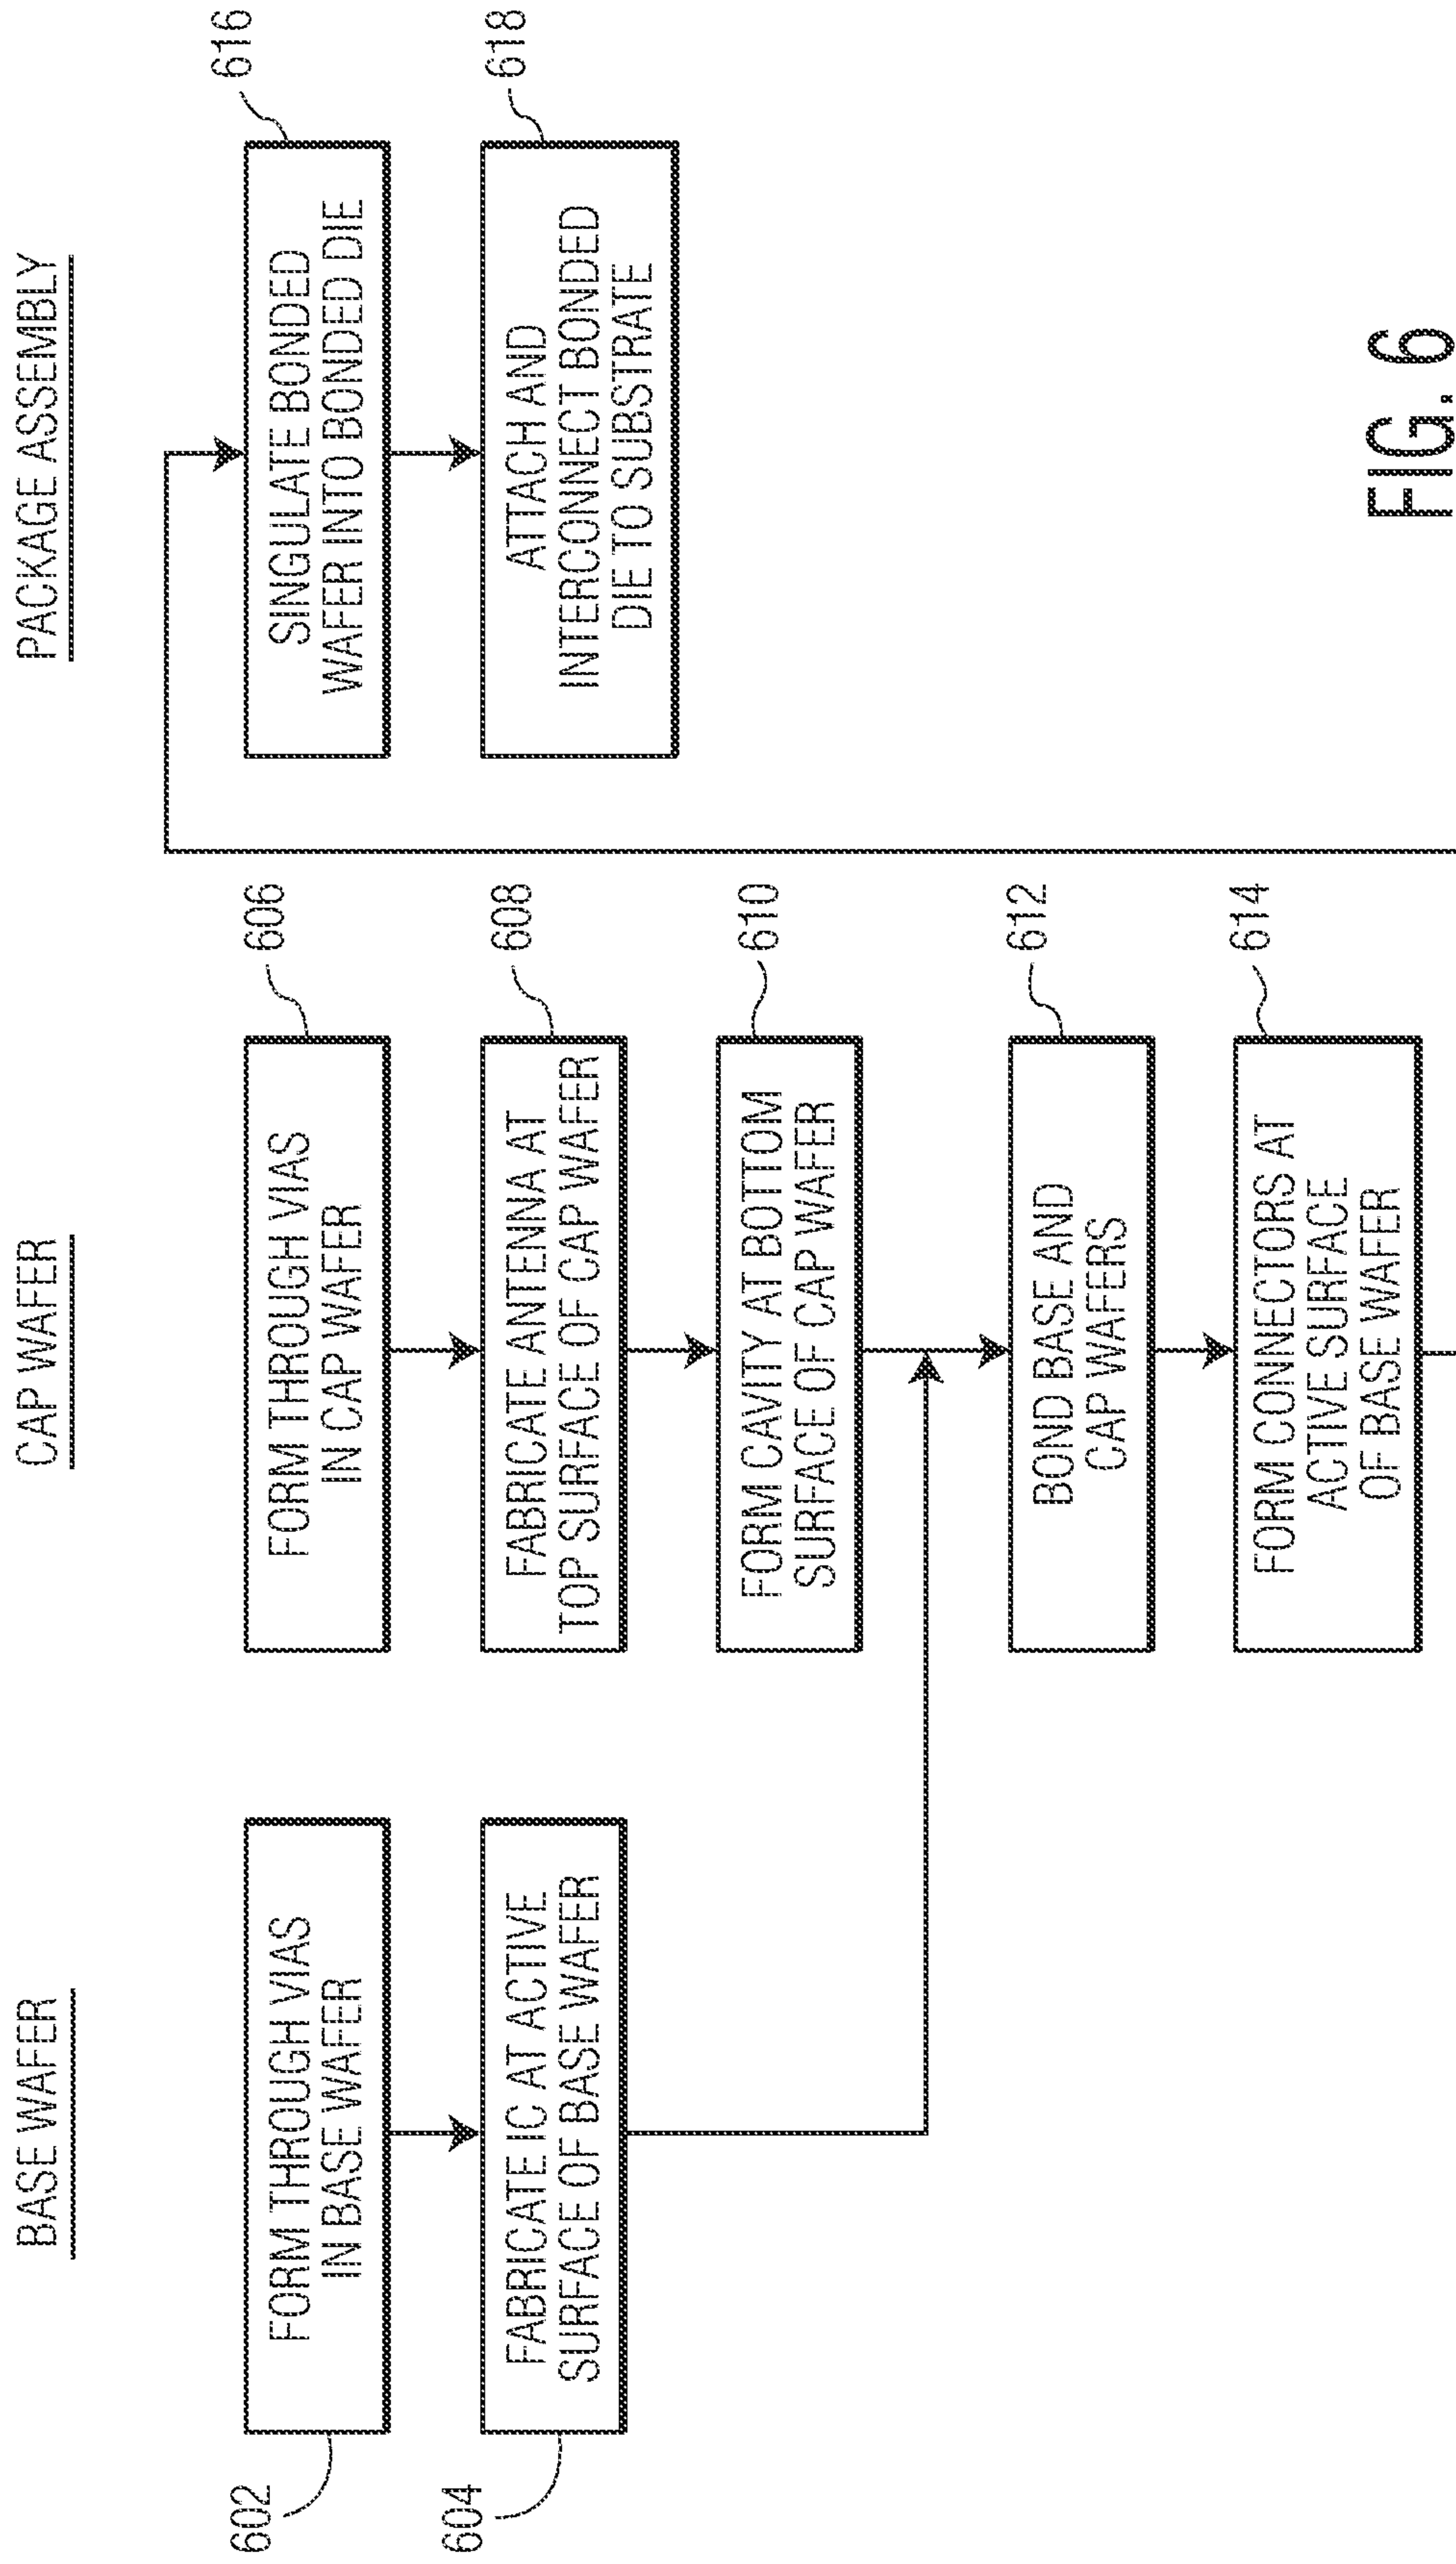 BASE WAFER
602
FORM THROUGH VIAS
IN BASE WAFER
604
FABRICATE IC AT ACTIVE
SURFACE OF BASE WAFER
CAP WAFER
FORM THROUGH VIAS
IN CAP WAFER
606
FABRICATE ANTENNA AT
TOP SURFACE OF CAP WAFER
608
FORM CAVITY AT BOTTOM
SURFACE OF CAP WAFER
610
BOND BASE AND
CAP WAFERS
612
FORM CONNECTORS AT
ACTIVE SURFACE
OF BASE WAFER
614
PACKAGE ASSEMBLY
SINGULATE BONDED
WAFER INTO BONDED DIE
616
ATTACH AND
INTERCONNECT BONDED
DIE TO SUBSTRATE
618
FIG. 6